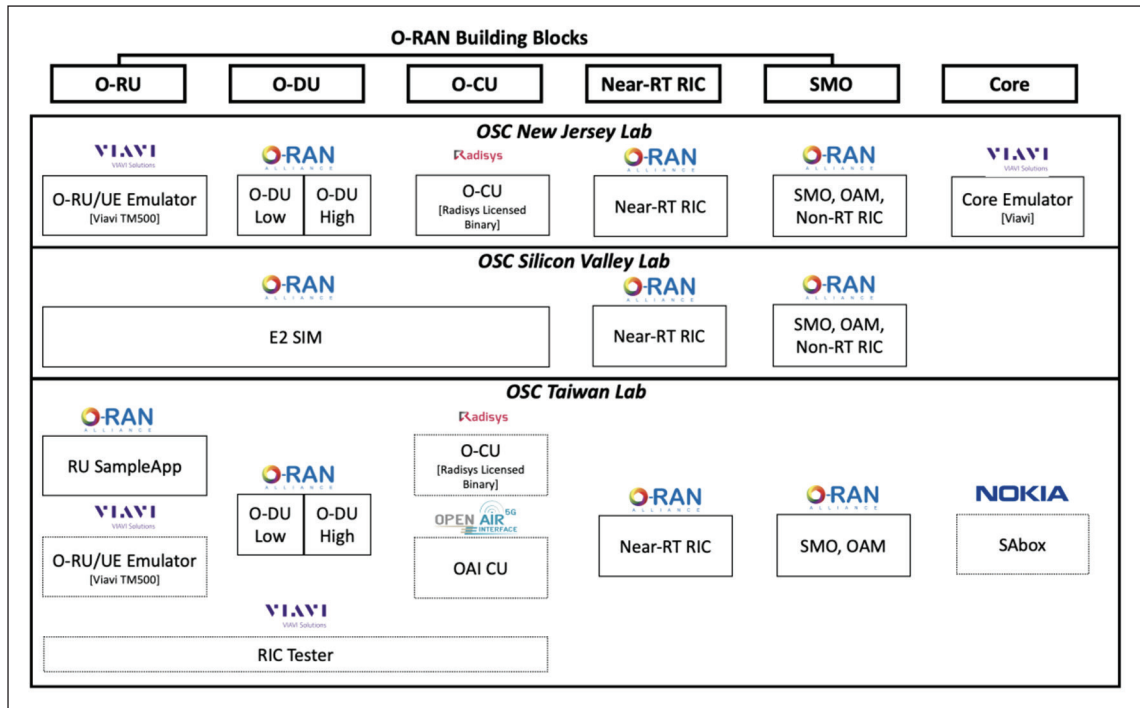 O-RAN Building Blocks
O-RU
O-DU
O-CU
Near-RT RIC
SMO
Core
OSC New Jersey Lab
VIAVI
VIAVI Solutions
O-RU/UE Emulator
[Viavi TM500]
O-RAN
ALLIANCE
O-DU
Low
O-DU
High
Radisys
O-CU
[Radisys Licensed
Binary]
O-RAN
ALLIANCE
Near-RT RIC
O-RAN
ALLIANCE
SMO, OAM,
Non-RT RIC
VIAVI
VIAVI Solutions
Core Emulator
[Viavi]
OSC Silicon Valley Lab
O-RAN
ALLIANCE
E2 SIM
O-RAN
ALLIANCE
Near-RT RIC
O-RAN
ALLIANCE
SMO, OAM,
Non-RT RIC
OSC Taiwan Lab
O-RAN
ALLIANCE
RU SampleApp
VIAVI
VIAVI Solutions
O-RU/UE Emulator
[Viavi TM500]
O-RAN
ALLIANCE
O-DU
Low
O-DU
High
Radisys
O-CU
[Radisys Licensed
Binary]
OPEN AIR 5G
INTERFACE
OAI CU
VIAVI
VIAVI Solutions
RIC Tester
O-RAN
ALLIANCE
Near-RT RIC
O-RAN
ALLIANCE
SMO, OAM
NOKIA
SAbox